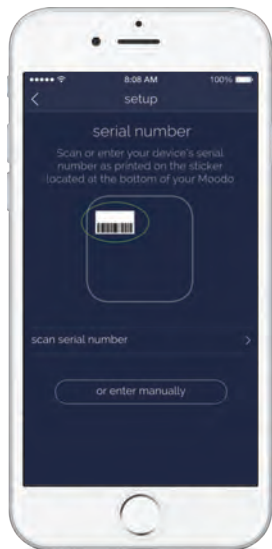 8:08 AM
100%
setup
serial number
Scan or enter your device's serial
number as printed on the sticker
located at the bottom of your Moodo
scan serial number
or enter manually